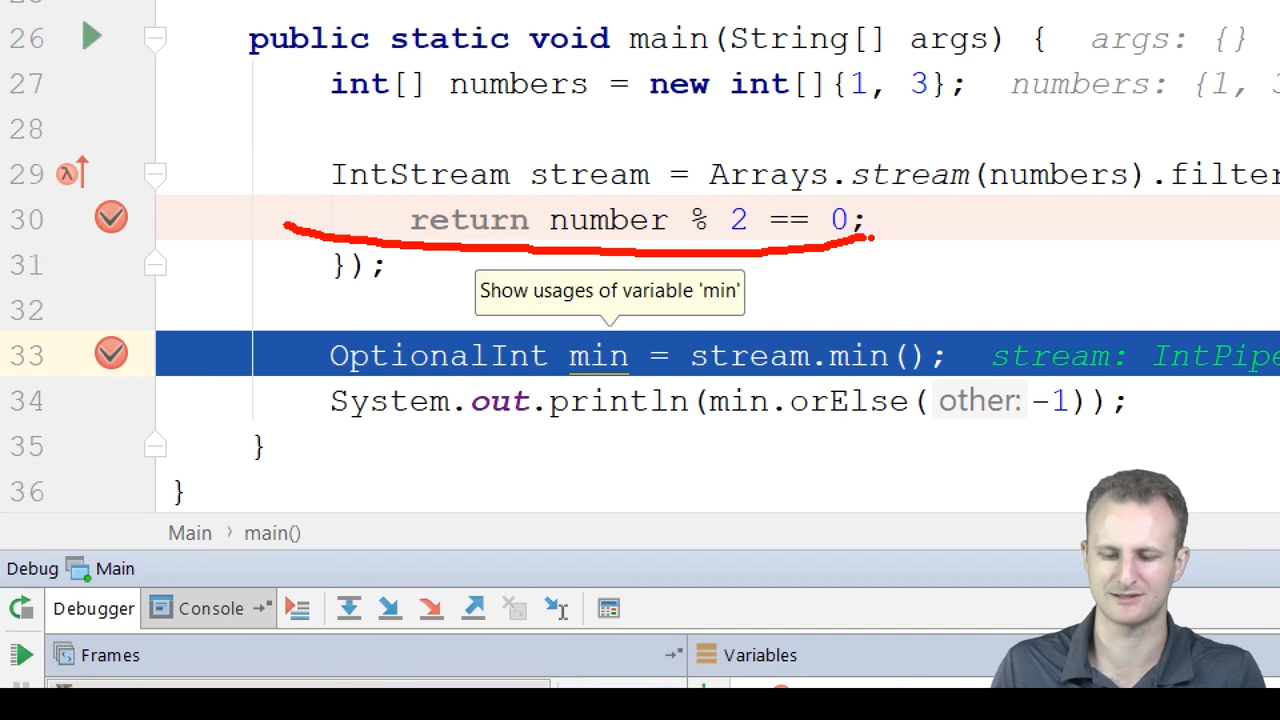 26 public static void main(String[] args) { args: {}
27 int[] numbers = new int[]{1, 3}; numbers: {1,
28
29 IntStream stream = Arrays.stream(numbers).filter
30 return number % 2 == 0;
31 });
Show usages of variable 'min'
32
33 OptionalInt min = stream.min(); stream: IntPipe
34 System.out.println(min.orElse( other: -1));
35 }
36 }
Main › main()
Debug Main
Debugger Console
Frames Variables